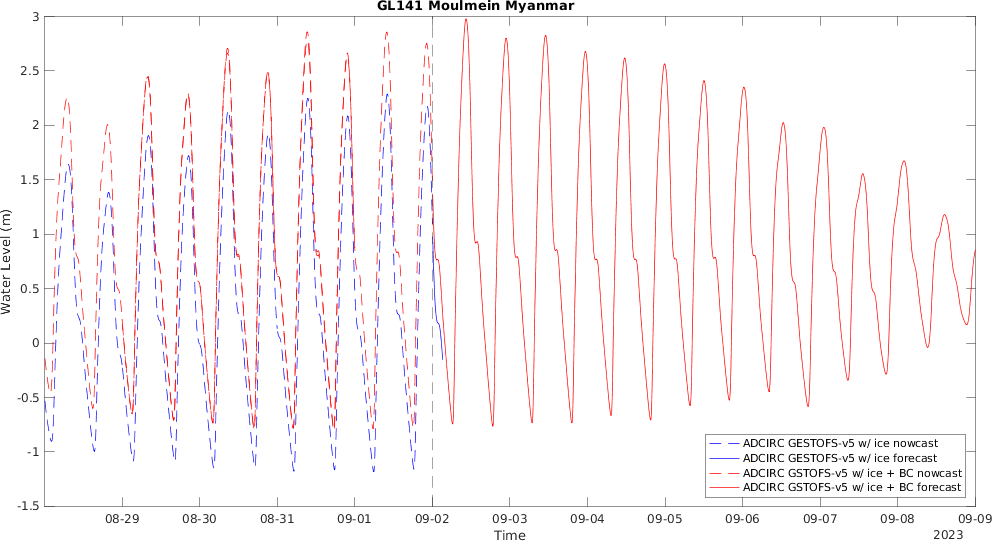 GL141 Moulmein Myanmar
3
2.5
2
1.5
1
0.5
0
-0.5
-1
-1.5
Water Level (m)
ADCIRC GESTOFS-v5 w/ ice nowcast
ADCIRC GESTOFS-v5 w/ ice forecast
ADCIRC GSTOFS-v5 w/ ice + BC nowcast
ADCIRC GSTOFS-v5 w/ ice + BC forecast
08-29 08-30 08-31 09-01 09-02 09-03 09-04 09-05 09-06 09-07 09-08 09-09
Time
2023